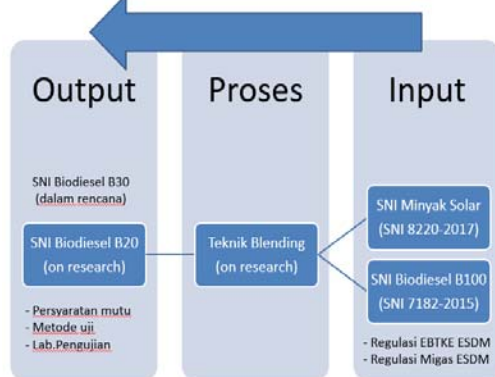 Output
SNI Biodiesel B30
(dalam rencana)
SNI Biodiesel B20
(on research)
- Persyaratan mutu
- Metode uji
- Lab.Pengujian
Proses
Teknik Blending
(on research)
Input
SNI Minyak Solar
(SNI 8220-2017)
SNI Biodiesel B100
(SNI 7182-2015)
- Regulasi EBTKE ESDM
- Regulasi Migas ESDM